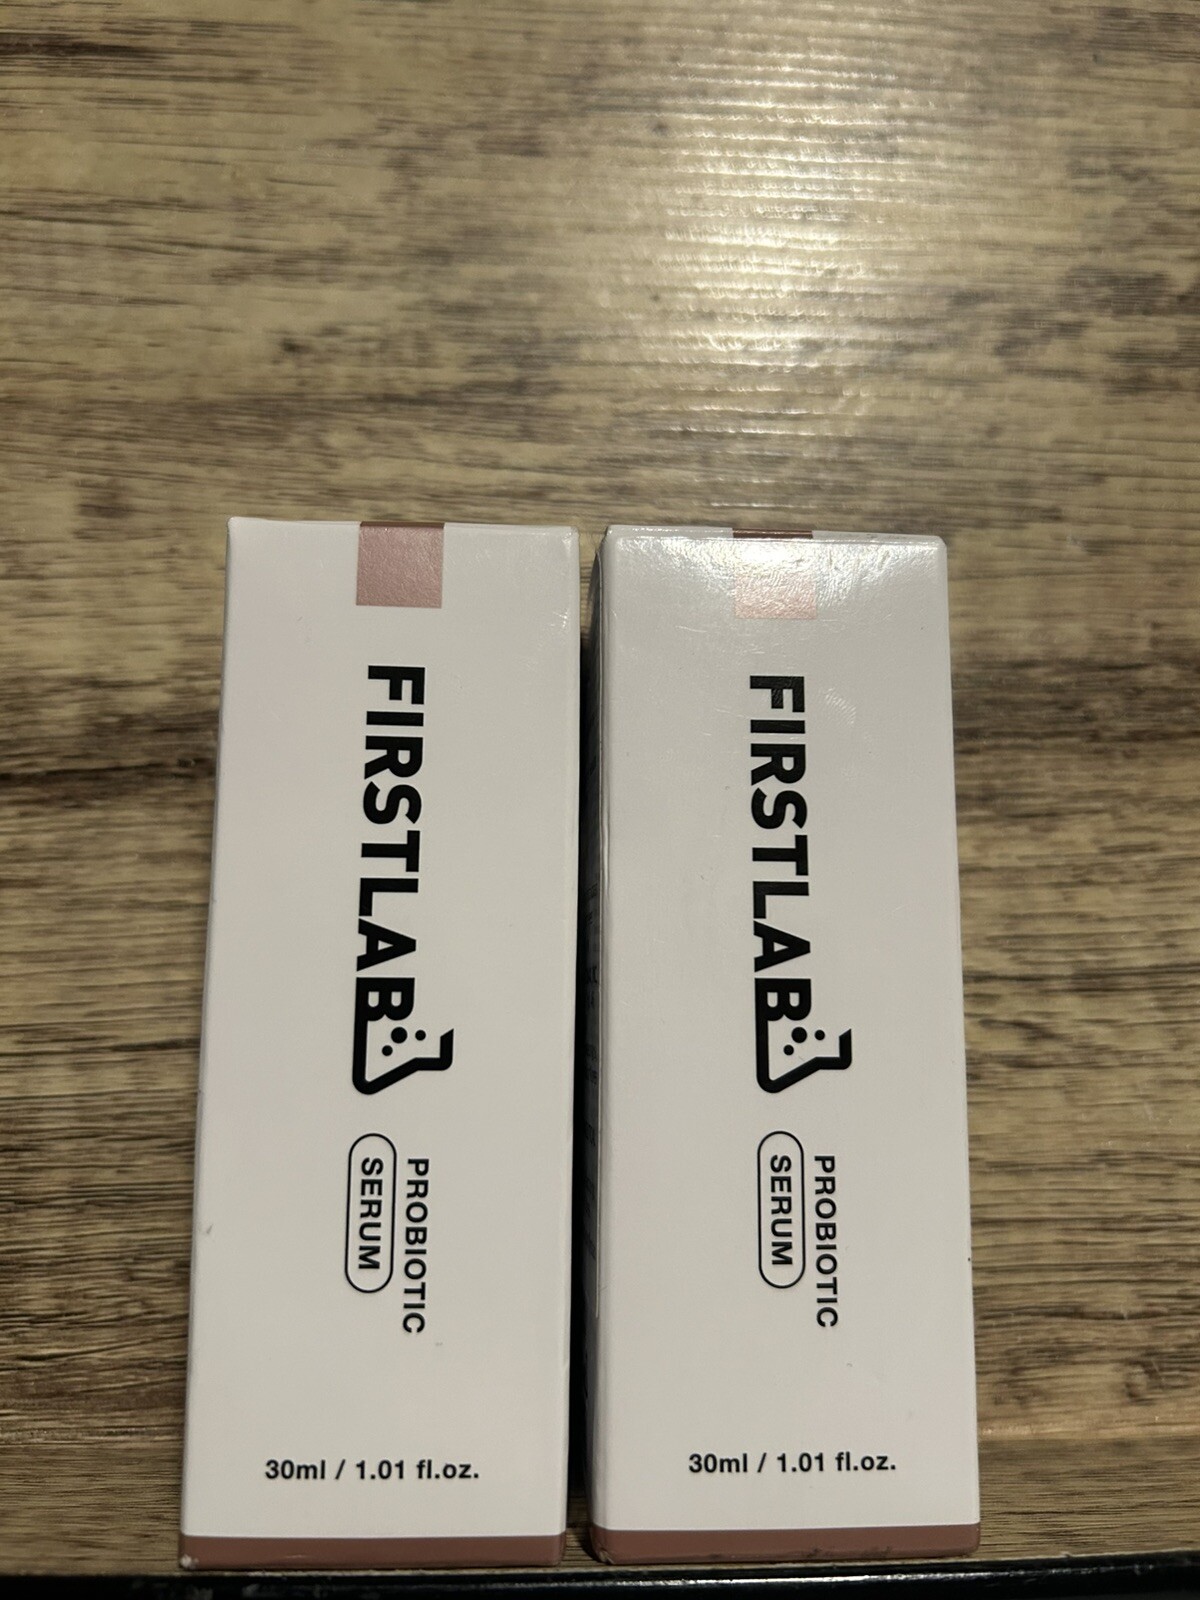 FIRSTLAB
PROBIOTIC
SERUM
30ml / 1.01 fl.oz.
FIRSTLAB
PROBIOTIC
SERUM
30ml / 1.01 fl.oz.